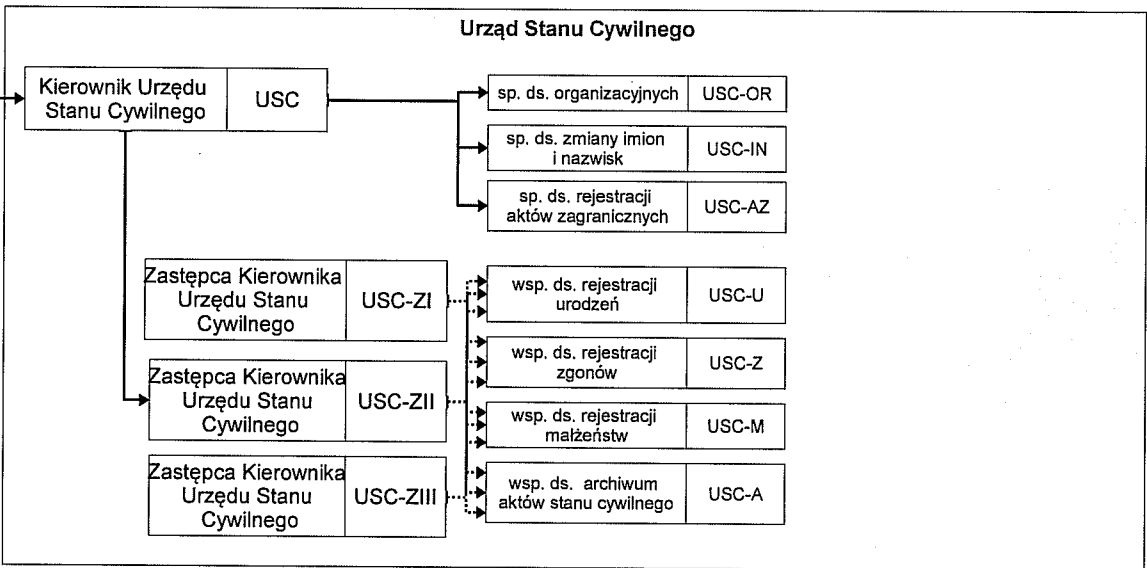 Urząd Stanu Cywilnego
Kierownik Urzędu
Stanu Cywilnego
USC
sp. ds. organizacyjnych
USC-OR
sp. ds. zmiany imion
i nazwisk
USC-IN
sp. ds. rejestracji
aktów zagranicznych
USC-AZ
Zastępca Kierownika
Urzędu Stanu
Cywilnego
USC-ZI
Zastępca Kierownika
Urzędu Stanu
Cywilnego
USC-ZII
Zastępca Kierownika
Urzędu Stanu
Cywilnego
USC-ZIII
wsp. ds. rejestracji
urodzeń
USC-U
wsp. ds. rejestracji
zgonów
USC-Z
wsp. ds. rejestracji
małżeństw
USC-M
wsp. ds. archiwum
aktów stanu cywilnego
USC-A